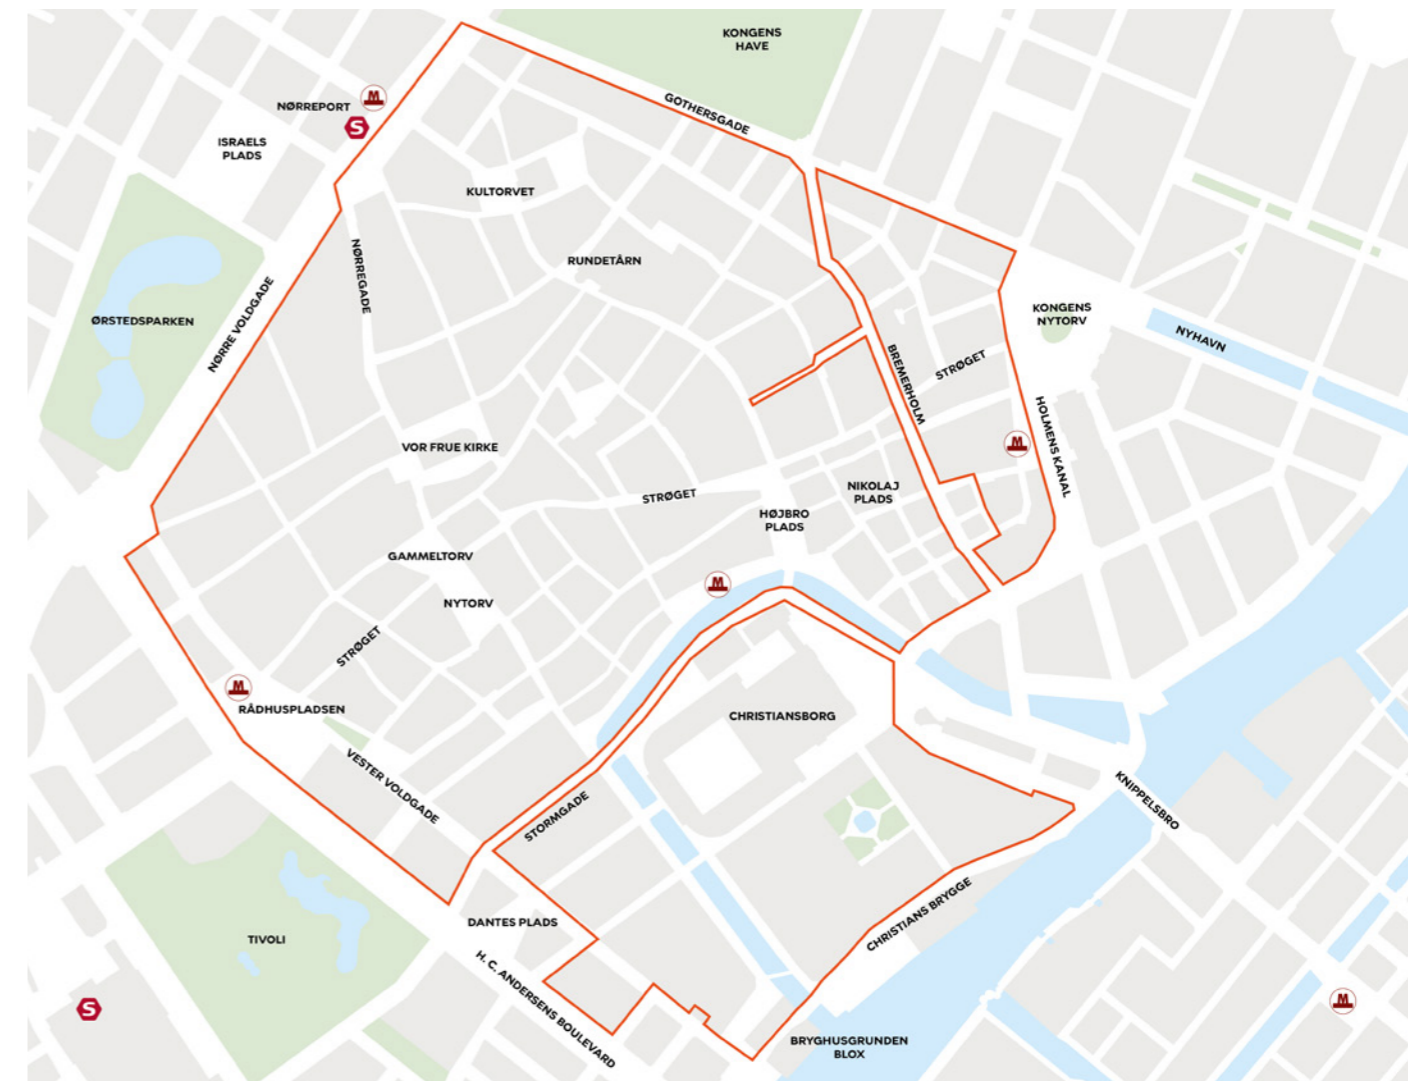 KONGENS
HAVE
GOTHERSGADE
NØRREPORT
M
S
ISRAELS
PLADS
KULTORVET
NØRREGADE
RUNDETÅRN
ØRSTEDSPARKEN
NØRRE VOLDGADE
KONGENS
NYTORV
NYHAVN
BREMERHOLM
STRØGET
HOLMENS KANAL
M
VOR FRUE KIRKE
STRØGET
NIKOLAJ
PLADS
HØJBRO
PLADS
GAMMELTORV
M
NYTORV
STRØGET
M
RÅDHUSPLADSEN
CHRISTIANSBORG
VESTER VOLDGADE
STORMGADE
KNIPPELSBRO
DANTES PLADS
CHRISTIANS BRYGGE
TIVOLI
H. C. ANDERSENS BOULEVARD
S
M
BRYGHUSGRUNDEN
BLOX